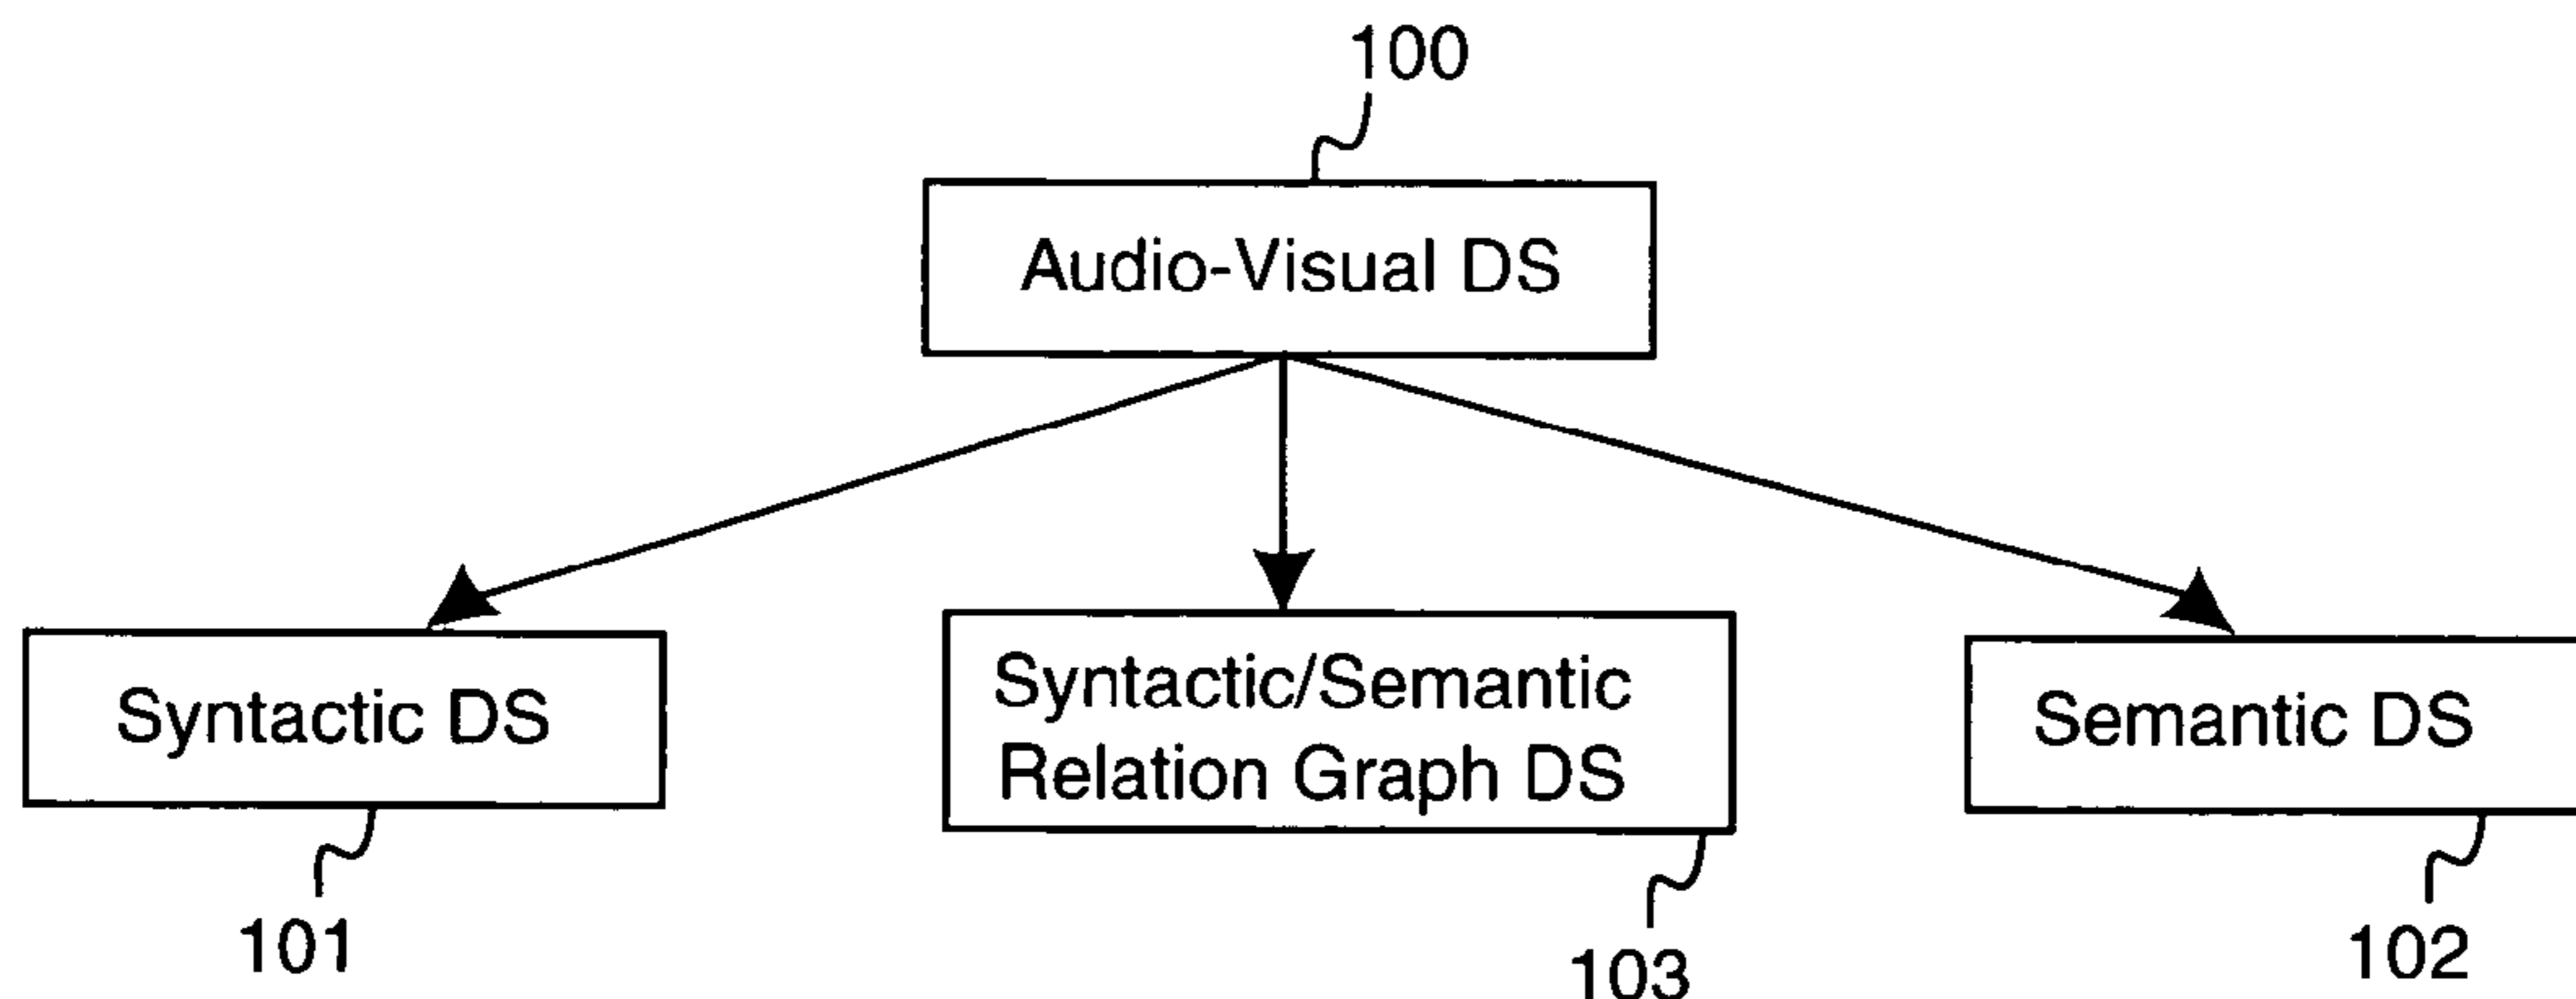 100
Audio-Visual DS
Syntactic DS
Syntactic/Semantic
Relation Graph DS
Semantic DS
101
103
102